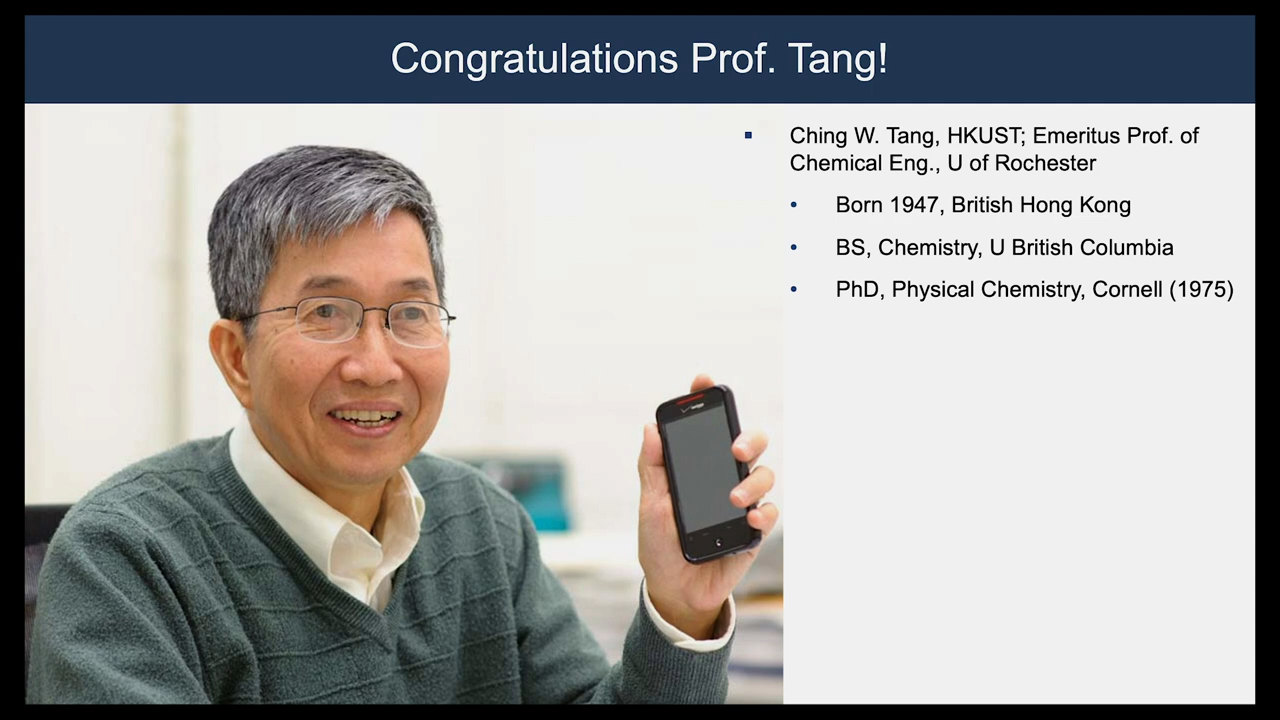 Congratulations Prof. Tang!
Ching W. Tang, HKUST; Emeritus Prof. of
Chemical Eng., U of Rochester
Born 1947, British Hong Kong
BS, Chemistry, U British Columbia
PhD, Physical Chemistry, Cornell (1975)
verizon